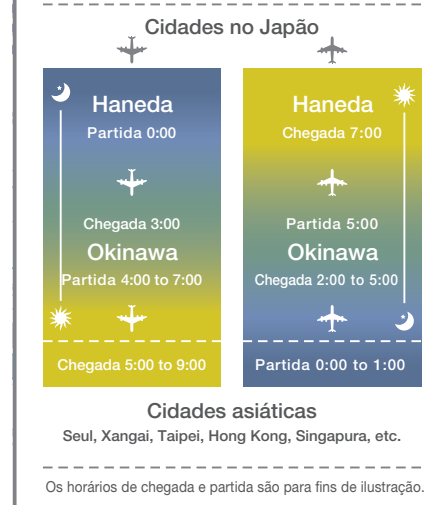 Cidades no Japão
Haneda
Partida 0:00
Chegada 3:00
Okinawa
Partida 4:00 to 7:00
Chegada 5:00 to 9:00
Haneda
Chegada 7:00
Partida 5:00
Okinawa
Chegada 2:00 to 5:00
Partida 0:00 to 1:00
Cidades asiáticas
Seul, Xangai, Taipei, Hong Kong, Singapura, etc.
Os horários de chegada e partida são para fins de ilustração.